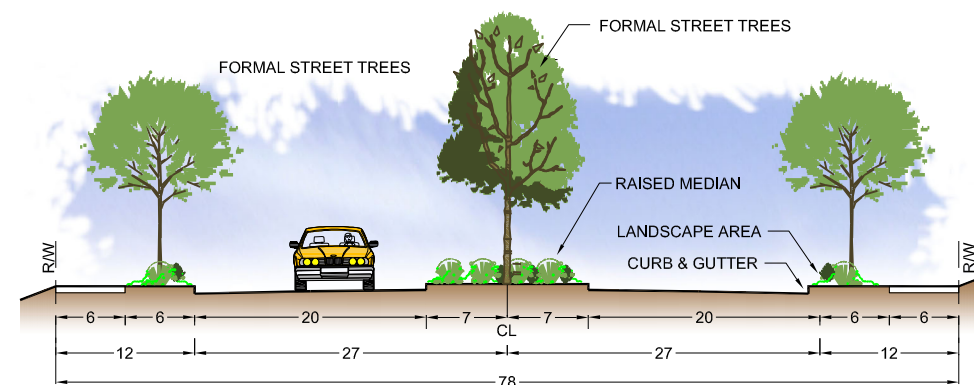 FORMAL STREET TREES
FORMAL STREET TREES
RAISED MEDIAN
LANDSCAPE AREA
CURB & GUTTER
R/W
R/W
6 6 20 7 7 20 6 6
CL
12 27 27 12
78